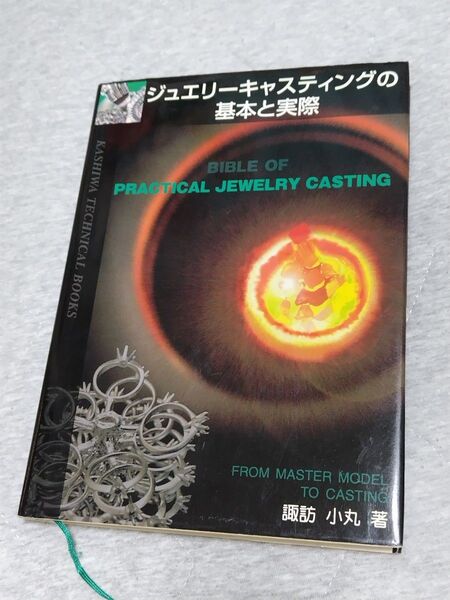 ジュエリーキャスティングの
基本と実際
BIBLE OF
PRACTICAL JEWELRY CASTING
KASHIWA TECHNICAL BOOKS
FROM MASTER MODEL
TO CASTING
諏訪 小丸 著